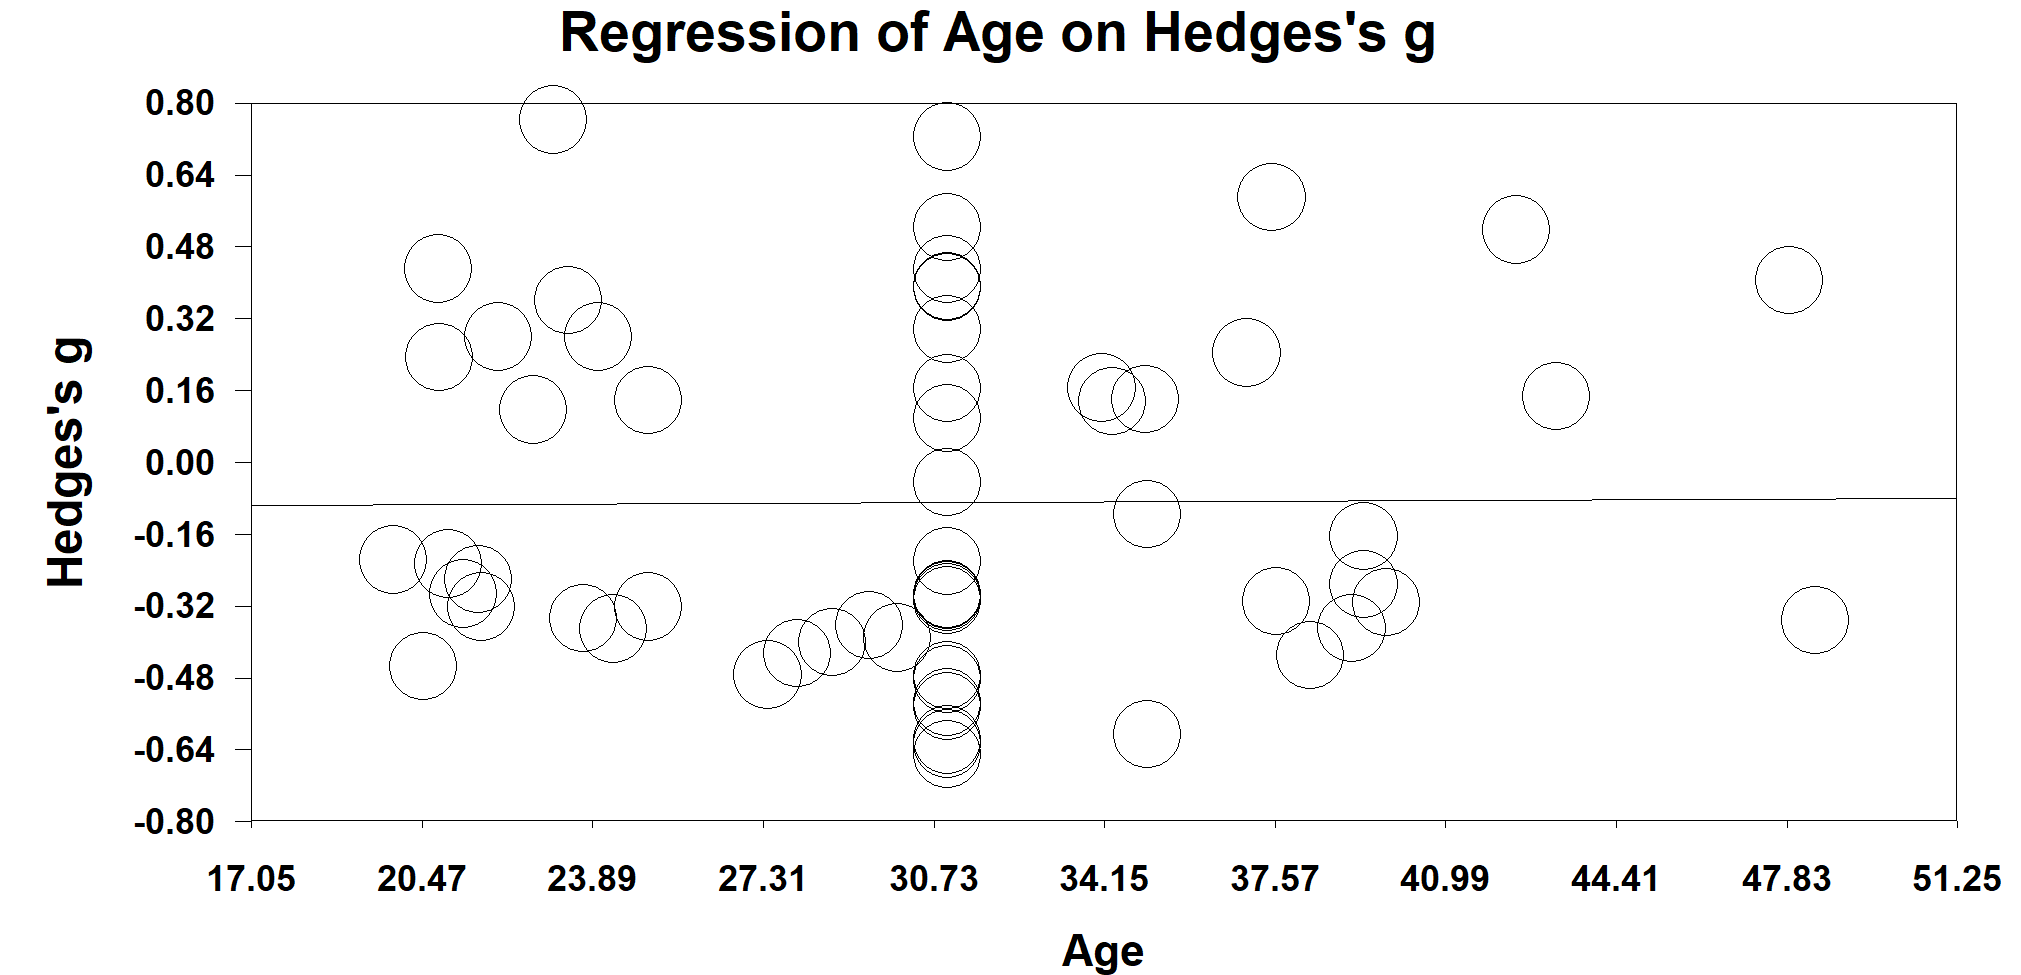 Regression of Age on Hedges's g
0.80
0.64
0.48
0.32
0.16
0.00
-0.16
-0.32
-0.48
-0.64
-0.80
Hedges's g
17.05 20.47 23.89 27.31 30.73 34.15 37.57 40.99 44.41 47.83 51.25
Age